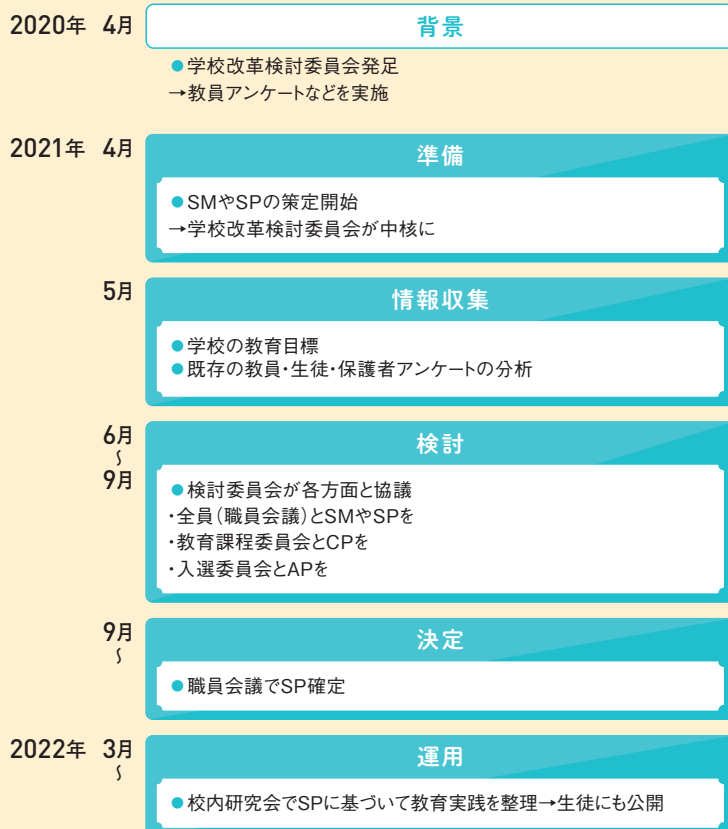 2020年 4月 背景
●学校改革検討委員会発足
→教員アンケートなどを実施
2021年 4月 準備
●SMやSPの策定開始
→学校改革検討委員会が中核に
5月 情報収集
●学校の教育目標
●既存の教員・生徒・保護者アンケートの分析
6月 検討
〜
9月
●検討委員会が各方面と協議
・全員（職員会議）とSMやSPを
・教育課程委員会とCPを
・入選委員会とAPを
9月 決定
〜
●職員会議でSP確定
2022年 3月 運用
〜
●校内研究会でSPに基づいて教育実践を整理→生徒にも公開